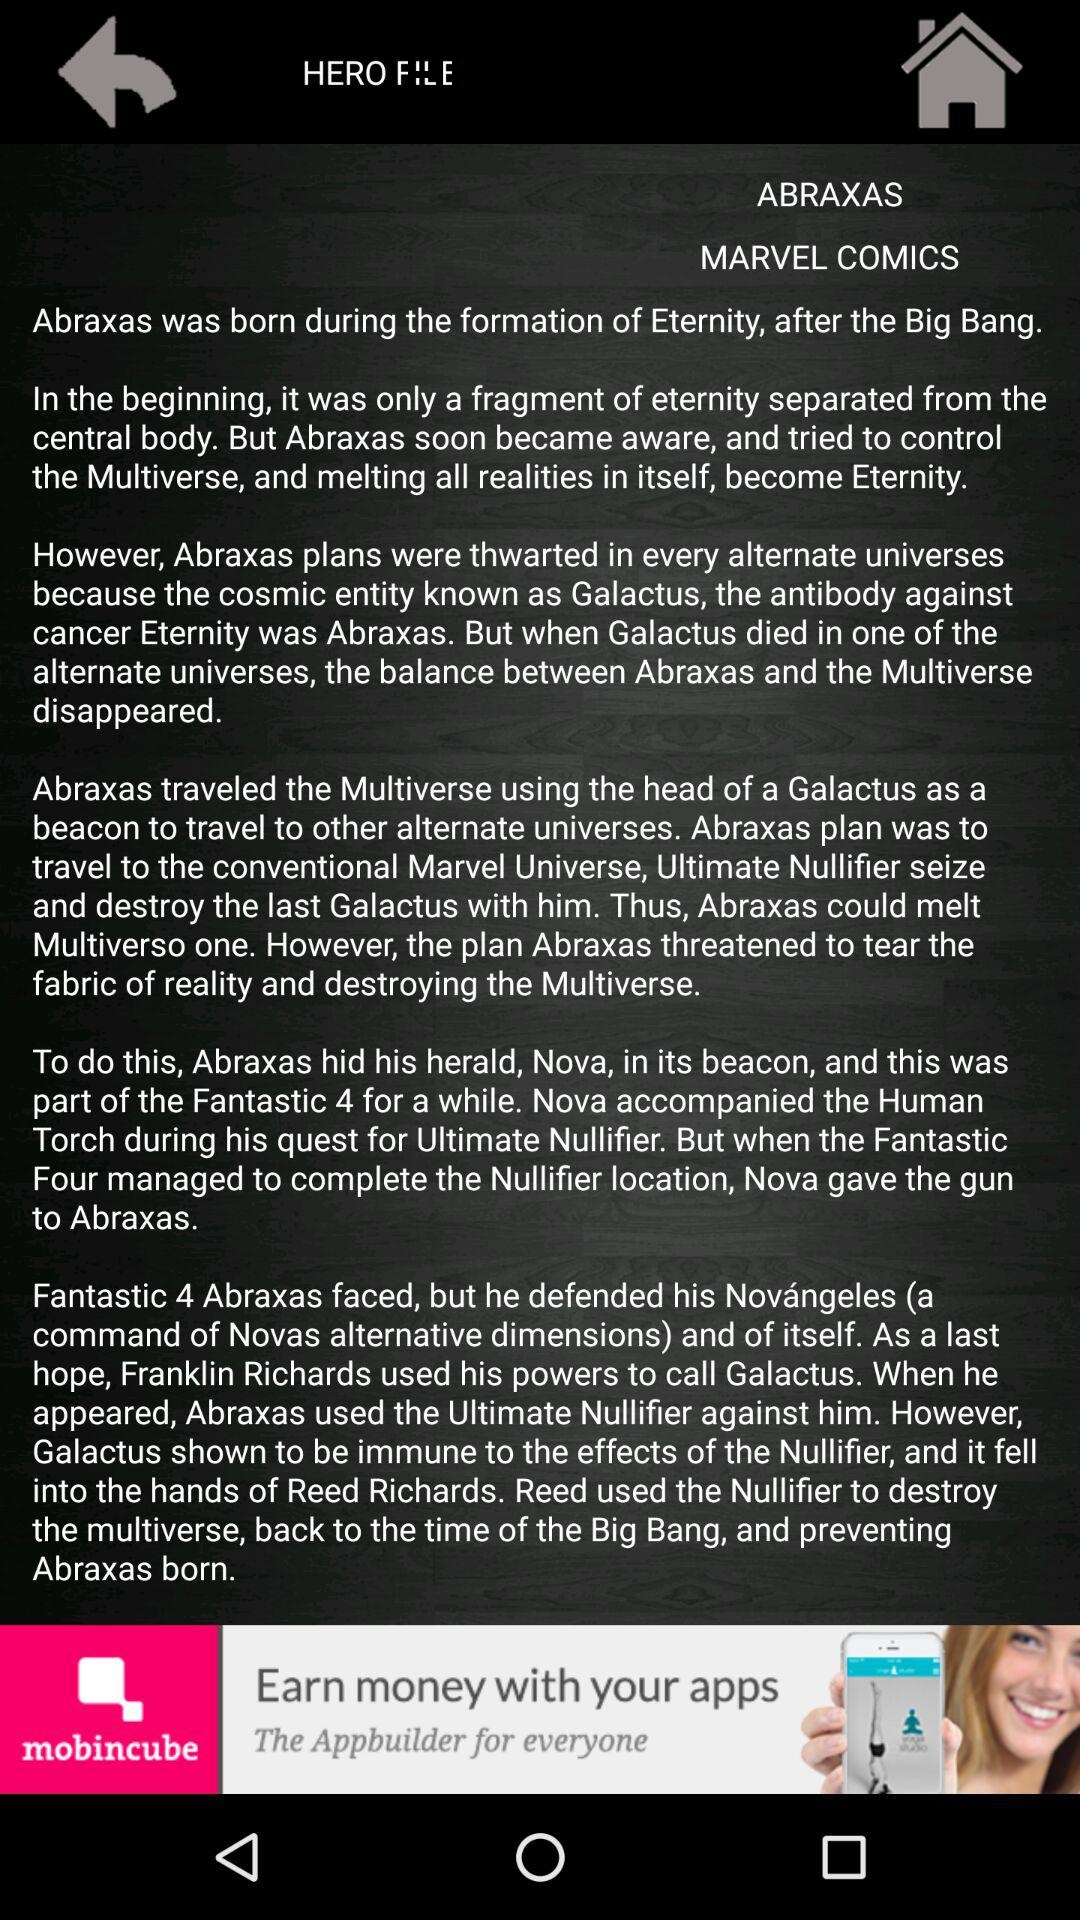 HERO FILE
ABRAXAS
MARVEL COMICS
Abraxas was born during the formation of Eternity, after the Big Bang.
In the beginning, it was only a fragment of eternity separated from the
central body. But Abraxas soon became aware, and tried to control
the Multiverse, and melting all realities in itself, become Eternity.
However, Abraxas plans were thwarted in every alternate universes
because the cosmic entity known as Galactus, the antibody against
cancer Eternity was Abraxas. But when Galactus died in one of the
alternate universes, the balance between Abraxas and the Multiverse
disappeared.
Abraxas traveled the Multiverse using the head of a Galactus as a
beacon to travel to other alternate universes. Abraxas plan was to
travel to the conventional Marvel Universe, Ultimate Nullifier seize
and destroy the last Galactus with him. Thus, Abraxas could melt
Multiverso one. However, the plan Abraxas threatened to tear the
fabric of reality and destroying the Multiverse.
To do this, Abraxas hid his herald, Nova, in its beacon, and this was
part of the Fantastic 4 for a while. Nova accompanied the Human
Torch during his quest for Ultimate Nullifier. But when the Fantastic
Four managed to complete the Nullifier location, Nova gave the gun
to Abraxas.
Fantastic 4 Abraxas faced, but he defended his Novángeles (a
command of Novas alternative dimensions) and of itself. As a last
hope, Franklin Richards used his powers to call Galactus. When he
appeared, Abraxas used the Ultimate Nullifier against him. However,
Galactus shown to be immune to the effects of the Nullifier, and it fell
into the hands of Reed Richards. Reed used the Nullifier to destroy
the multiverse, back to the time of the Big Bang, and preventing
Abraxas born.
mobincube
Earn money with your apps
The Appbuilder for everyone
yoga
studio